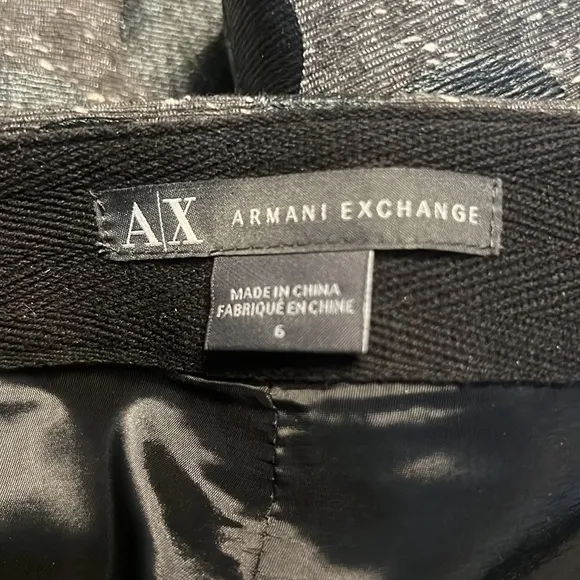 A|X ARMANI EXCHANGE
MADE IN CHINA
FABRIQUÉ EN CHINE
6